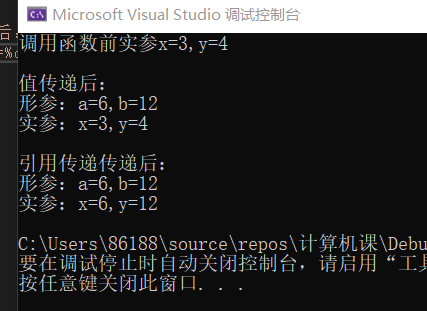 Microsoft Visual Studio 调试控制台
调用函数前实参x=3,y=4
值传递后:
形参: a=6,b=12
实参: x=3,y=4
引用传递传递后:
形参: a=6,b=12
实参: x=6,y=12
C:\Users\86188\source\repos\计算机课\Debu
要在调试停止时自动关闭控制台，请启用“工具
按任意键关闭此窗口. . .